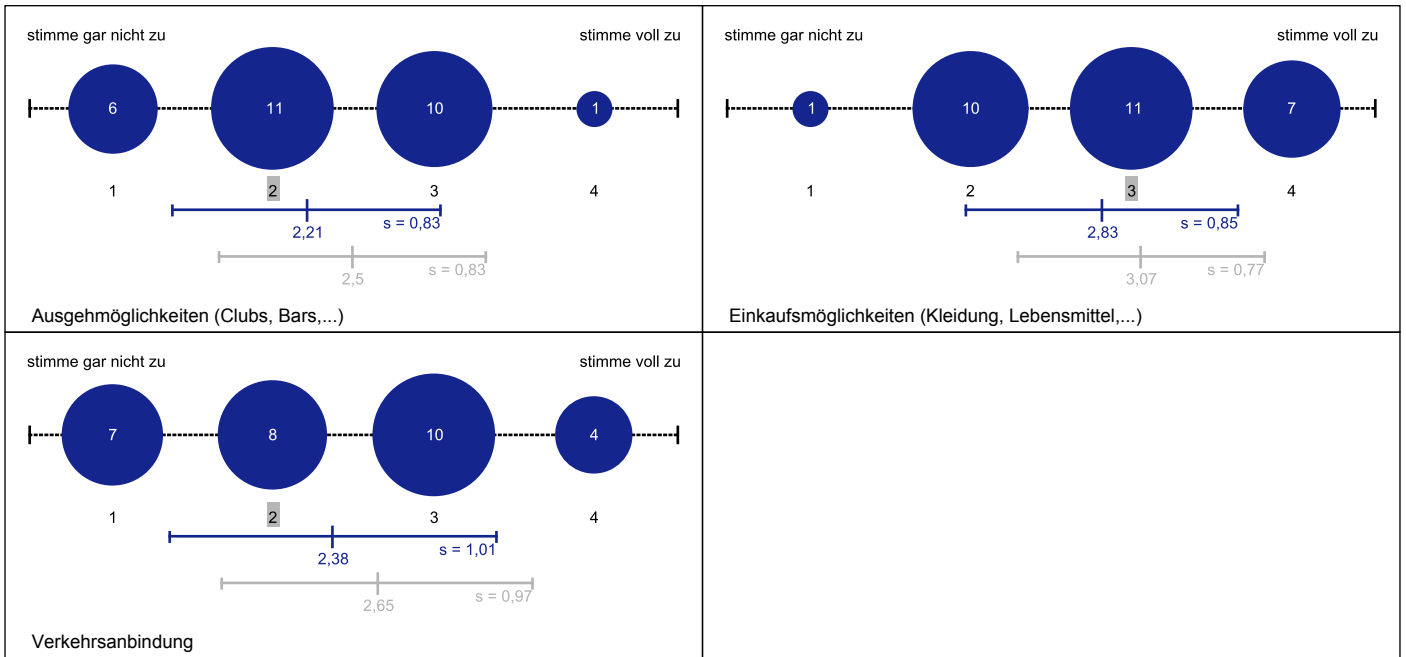 stimme gar nicht zu stimme voll zu
6 11 10 1
1 2 3 4
s = 0,83
2,21
s = 0,83
2,5
Ausgehmöglichkeiten (Clubs, Bars,...)
stimme gar nicht zu stimme voll zu
1 10 11 7
1 2 3 4
s = 0,85
2,83
s = 0,77
3,07
Einkaufsmöglichkeiten (Kleidung, Lebensmittel,...)
stimme gar nicht zu stimme voll zu
7 8 10 4
1 2 3 4
s = 1,01
2,38
s = 0,97
2,65
Verkehrsanbindung